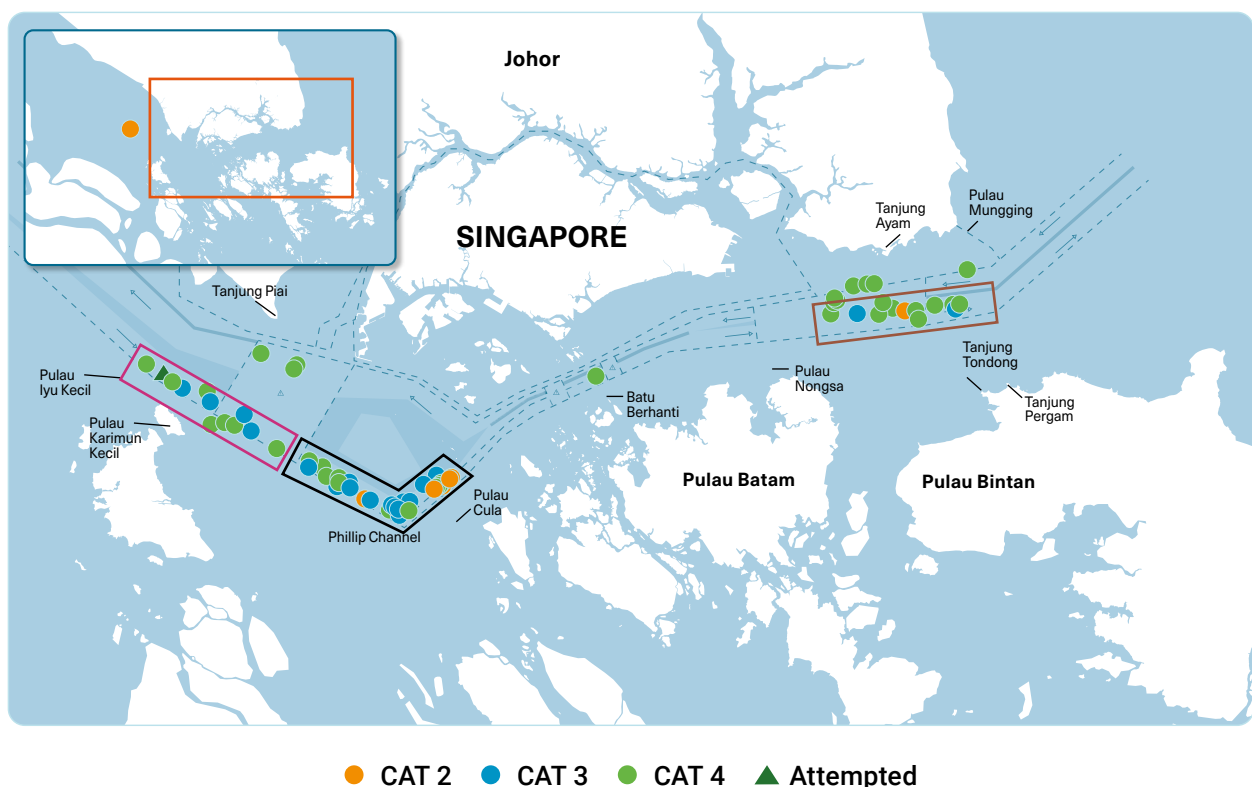 Johor
SINGAPORE
Pulau
Mungging
Tanjung
Ayam
Tanjung Piai
Pulau
Iyu Kecil
Pulau
Karimun
Kecil
Phillip Channel
Pulau
Cula
Batu
Berhanti
Pulau
Nongsa
Tanjung
Tondong
Tanjung
Pergam
Pulau Batam
Pulau Bintan
CAT 2
CAT 3
CAT 4
Attempted